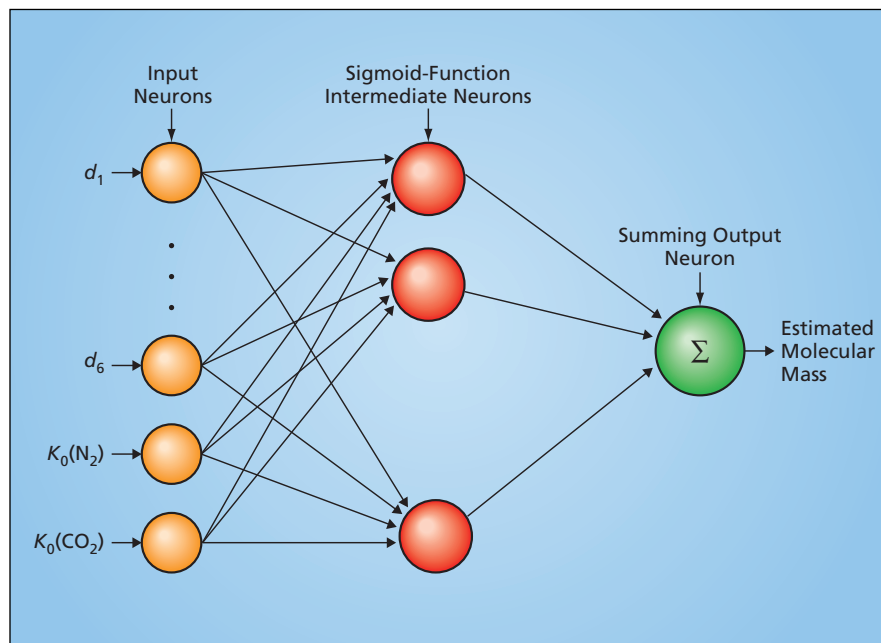 Input
Neurons
Sigmoid-Function
Intermediate Neurons
d₁
Summing Output
Neuron
Σ
Estimated
Molecular
Mass
d₆
K₀(N₂)
K₀(CO₂)